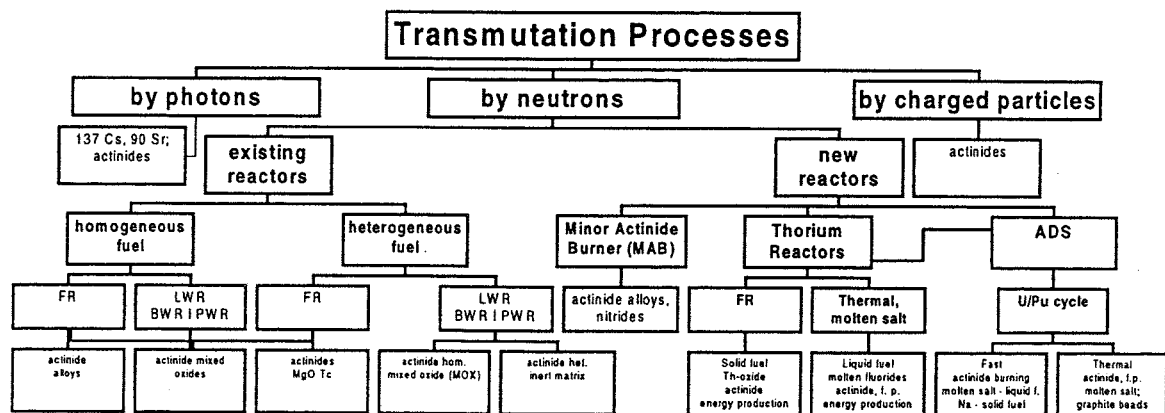 Transmutation Processes
by photons
by neutrons
by charged particles
137 Cs, 90 Sr;
actinides
existing
reactors
new
reactors
actinides
homogeneous
fuel
heterogeneous
fuel .
Minor Actinide
Burner (MAB)
Thorium
Reactors
ADS
FR
LWR
BWR I PWR
FR
LWR
BWR I PWR
actinide alloys,
nitrides
FR
Thermal,
molten salt
U/Pu cycle
actinide
alloys
actinide mixed
oxides
actinides
MgO Tc
actinide hom.
mixed oxide (MOX)
actinide het.
inert matrix
Solid fuel
Th-oxide
actinide
energy production
Liquid fuel
molten fluorides
actinide, f. p.
energy production
Fast
actinide burning
molten salt - liquid f.
Na - solid fuel
Thermal
actinide, f.p.
molten salt;
graphite beads